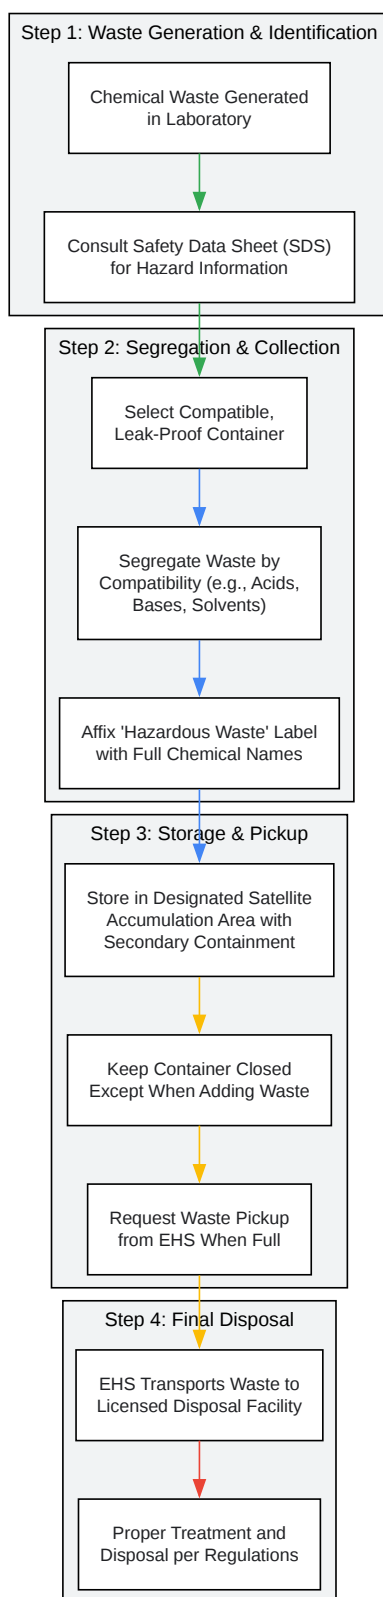 Step 1: Waste Generation & Identification
Chemical Waste Generated
in Laboratory
Consult Safety Data Sheet (SDS)
for Hazard Information
Step 2: Segregation & Collection
Select Compatible,
Leak-Proof Container
Segregate Waste by
Compatibility (e.g., Acids,
Bases, Solvents)
Affix 'Hazardous Waste' Label
with Full Chemical Names
Step 3: Storage & Pickup
Store in Designated Satellite
Accumulation Area with
Secondary Containment
Keep Container Closed
Except When Adding Waste
Request Waste Pickup
from EHS When Full
Step 4: Final Disposal
EHS Transports Waste to
Licensed Disposal Facility
Proper Treatment and
Disposal per Regulations